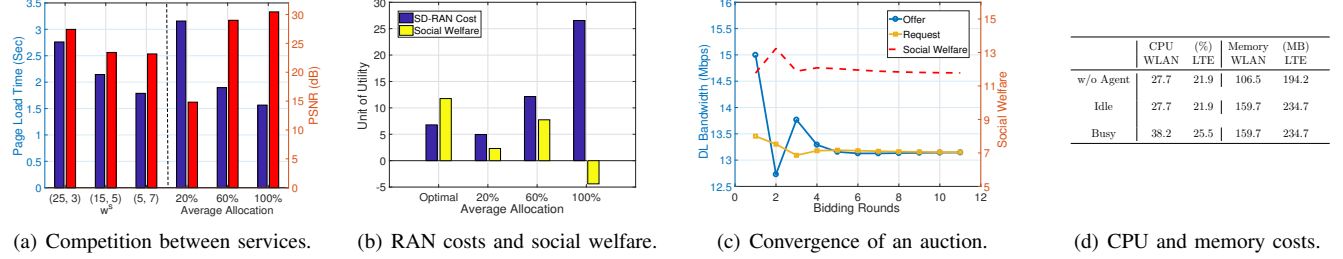 3.5
3
2.5
2
1.5
1
0.5
0
Page Load Time (Sec)
30
25
20
15
10
5
0
PSNR (dB)
(25, 3) (15, 5) (5, 7) 20% 60% 100%
w^s Average Allocation
(a) Competition between services.
30
25
20
15
10
5
0
-5
Unit of Utility
SD-RAN Cost
Social Welfare
Optimal 20% 60% 100%
Average Allocation
(b) RAN costs and social welfare.
15.5
15
14.5
14
13.5
13
12.5
DL Bandwidth (Mbps)
Offer
Request
Social Welfare
15
13
11
9
7
5
Social Welfare
0 2 4 6 8 10 12
Bidding Rounds
(c) Convergence of an auction.
CPU (%) Memory (MB)
WLAN LTE WLAN LTE
w/o Agent 27.7 21.9 106.5 194.2
Idle 27.7 21.9 159.7 234.7
Busy 38.2 25.5 159.7 234.7
(d) CPU and memory costs.